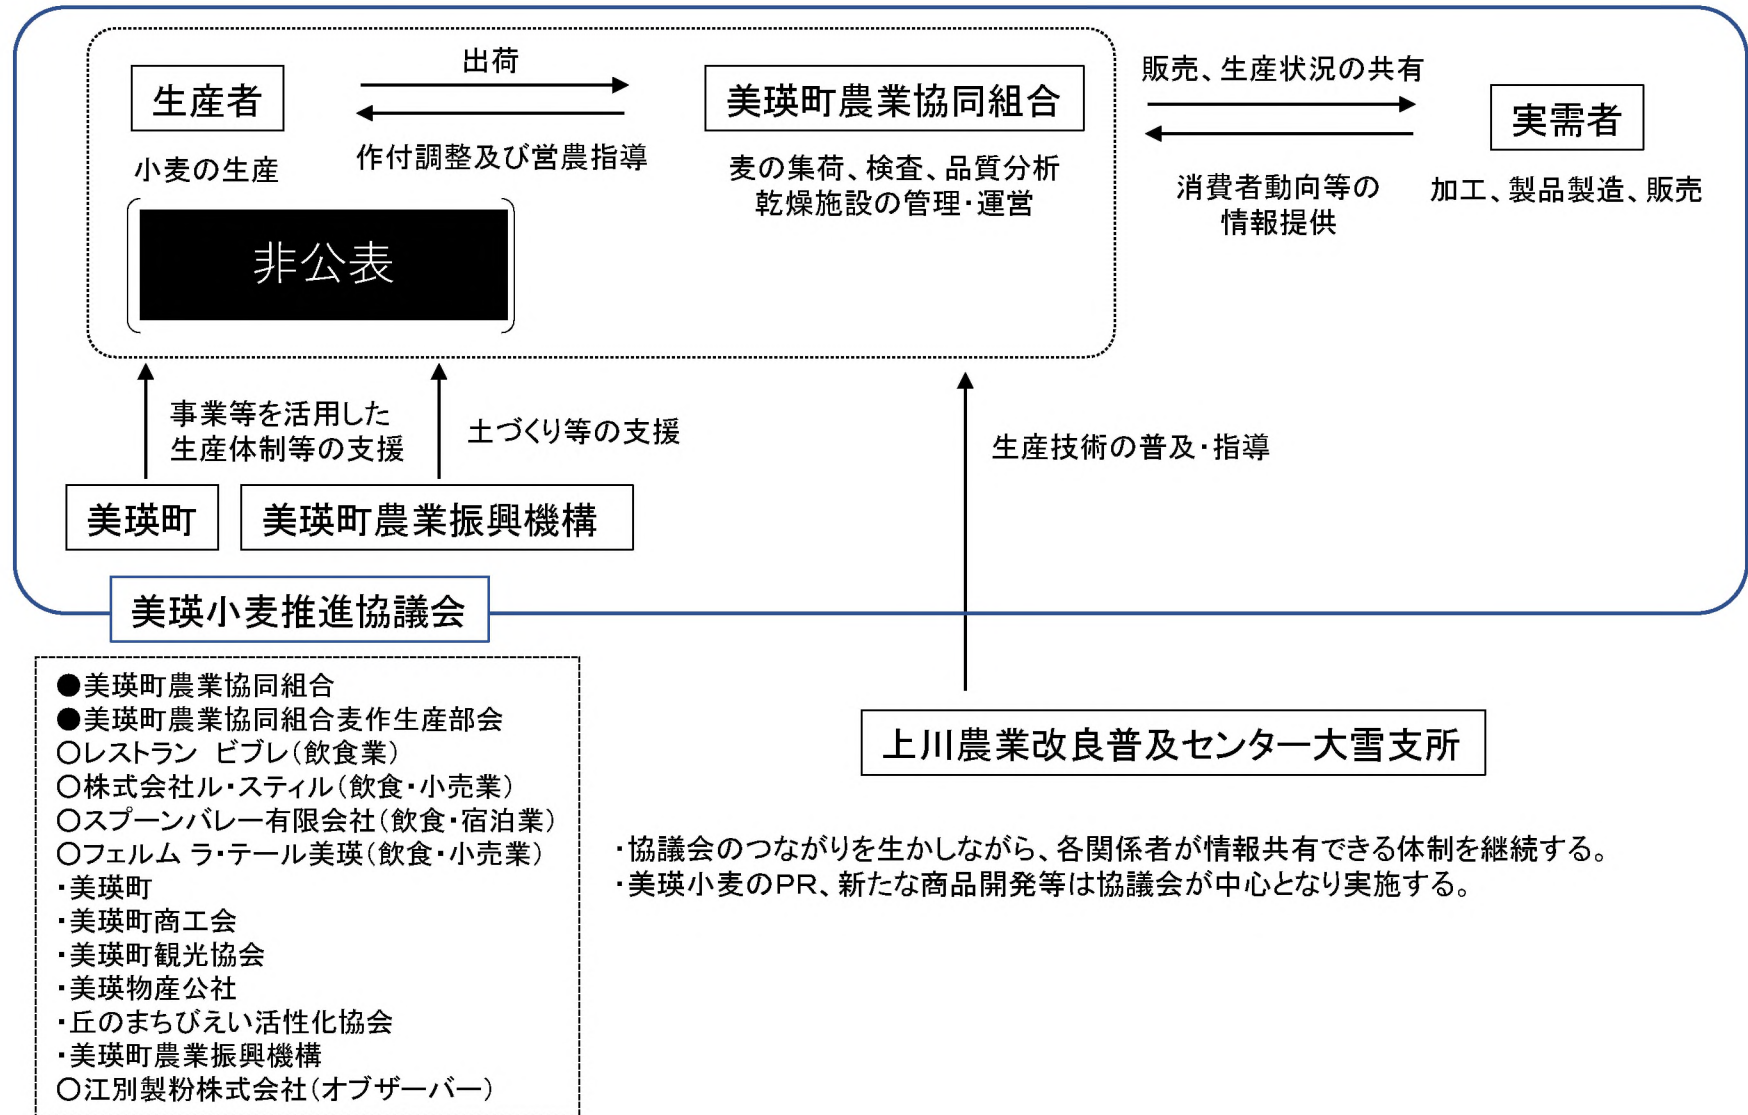 出荷
生産者
作付調整及び営農指導
小麦の生産
非公表
美瑛町農業協同組合
麦の集荷、検査、品質分析
乾燥施設の管理・運営
販売、生産状況の共有
消費者動向等の
情報提供
実需者
加工、製品製造、販売
事業等を活用した
生産体制等の支援
土づくり等の支援
生産技術の普及・指導
美瑛町
美瑛町農業振興機構
美瑛小麦推進協議会
●美瑛町農業協同組合
●美瑛町農業協同組合麦作生産部会
○レストラン ビブレ(飲食業)
○株式会社ル・スティル(飲食・小売業)
○スプーンバレー有限会社(飲食・宿泊業)
○フェルム ラ・テール美瑛(飲食・小売業)
・美瑛町
・美瑛町商工会
・美瑛町観光協会
・美瑛物産公社
・丘のまちびえい活性化協会
・美瑛町農業振興機構
○江別製粉株式会社(オブザーバー)
上川農業改良普及センター大雪支所
・協議会のつながりを生かしながら、各関係者が情報共有できる体制を継続する。
・美瑛小麦のPR、新たな商品開発等は協議会が中心となり実施する。